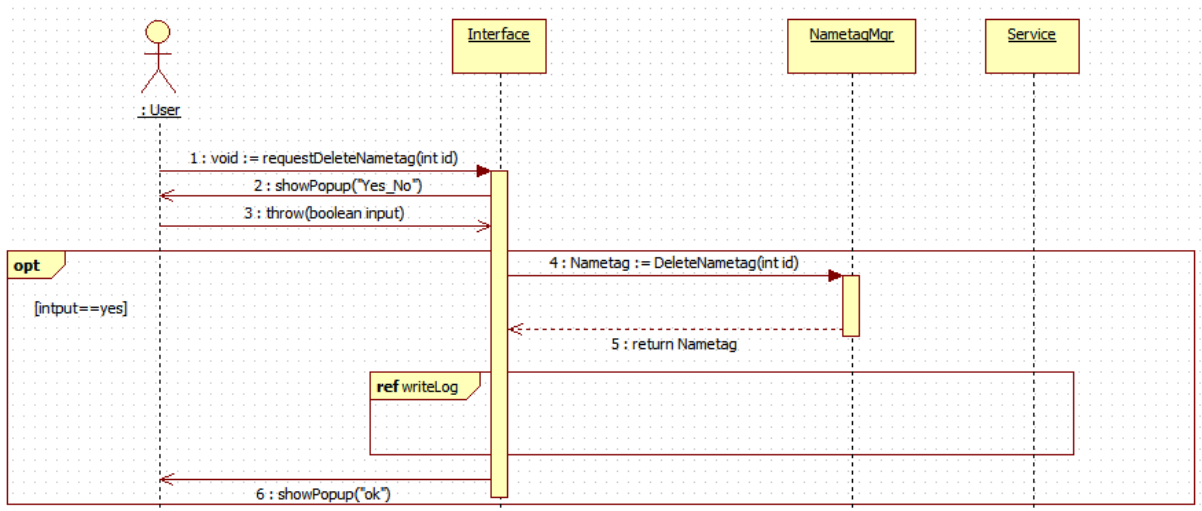 Interface
NametagMgr
Service
: User
1 : void := requestDeleteNametag(int id)
2 : showPopup("Yes_No")
3 : throw(boolean input)
opt
4 : Nametag := DeleteNametag(int id)
[intput==yes]
5 : return Nametag
ref writeLog
6 : showPopup("ok")